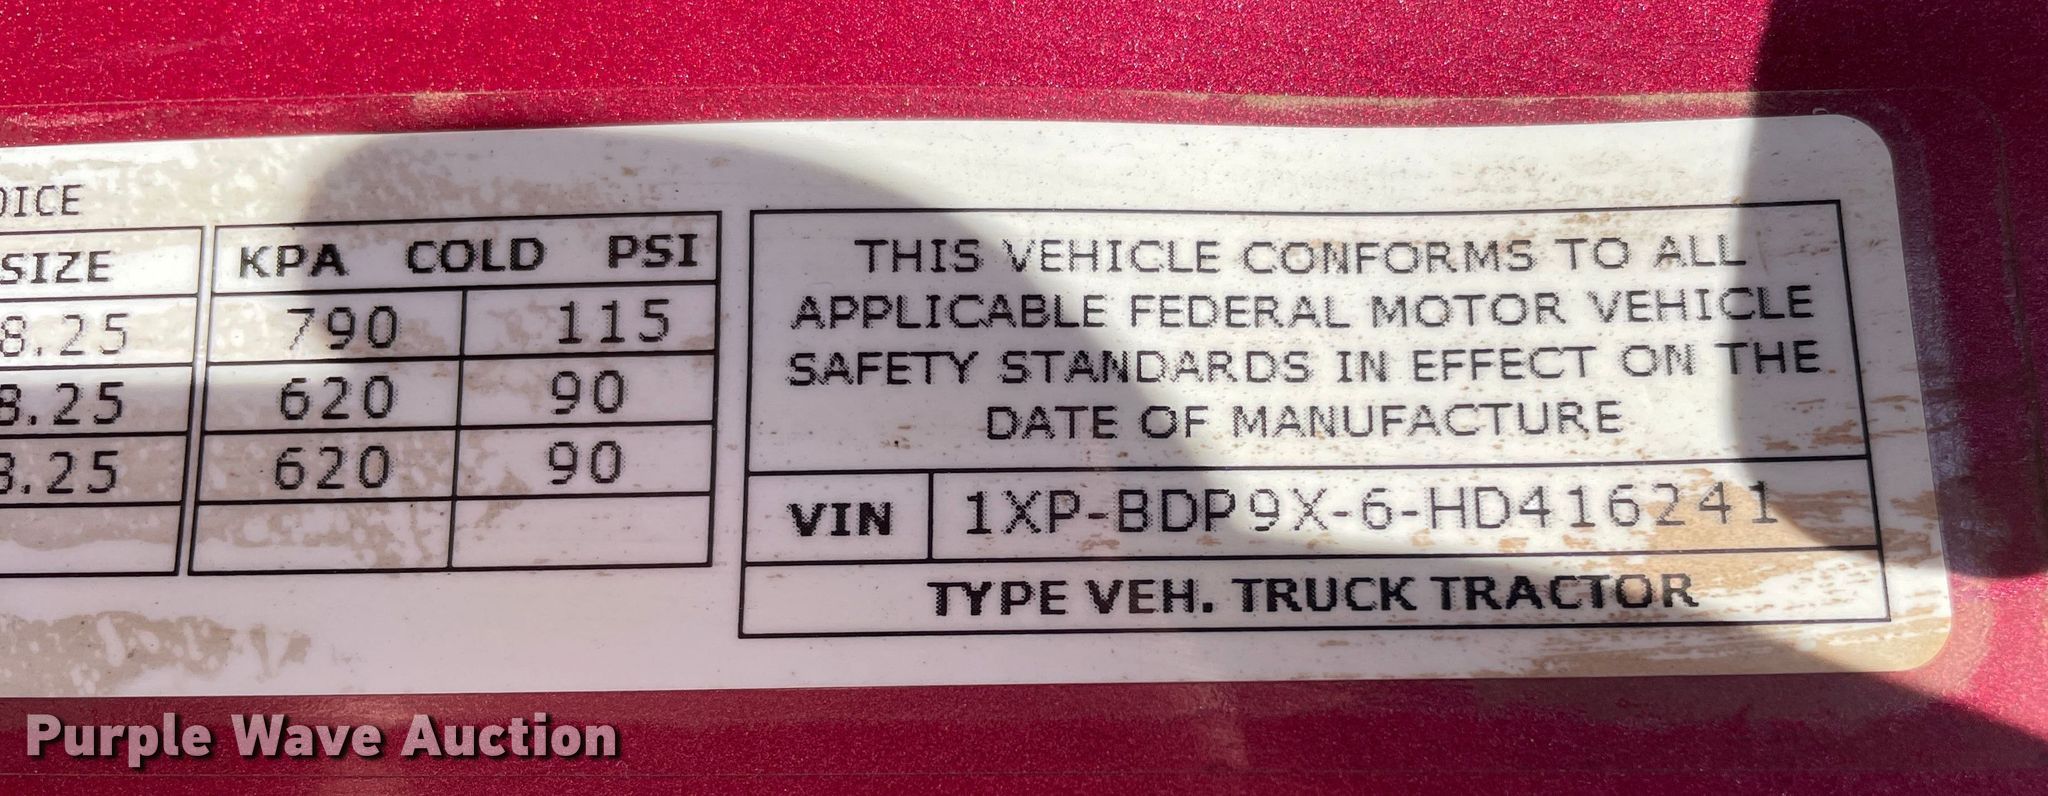 OICE
SIZE KPA COLD PSI
8.25 790 115
8.25 620 90
8.25 620 90
THIS VEHICLE CONFORMS TO ALL
APPLICABLE FEDERAL MOTOR VEHICLE
SAFETY STANDARDS IN EFFECT ON THE
DATE OF MANUFACTURE
VIN 1XP-BDP9X-6-HD416241
TYPE VEH. TRUCK TRACTOR
Purple Wave Auction